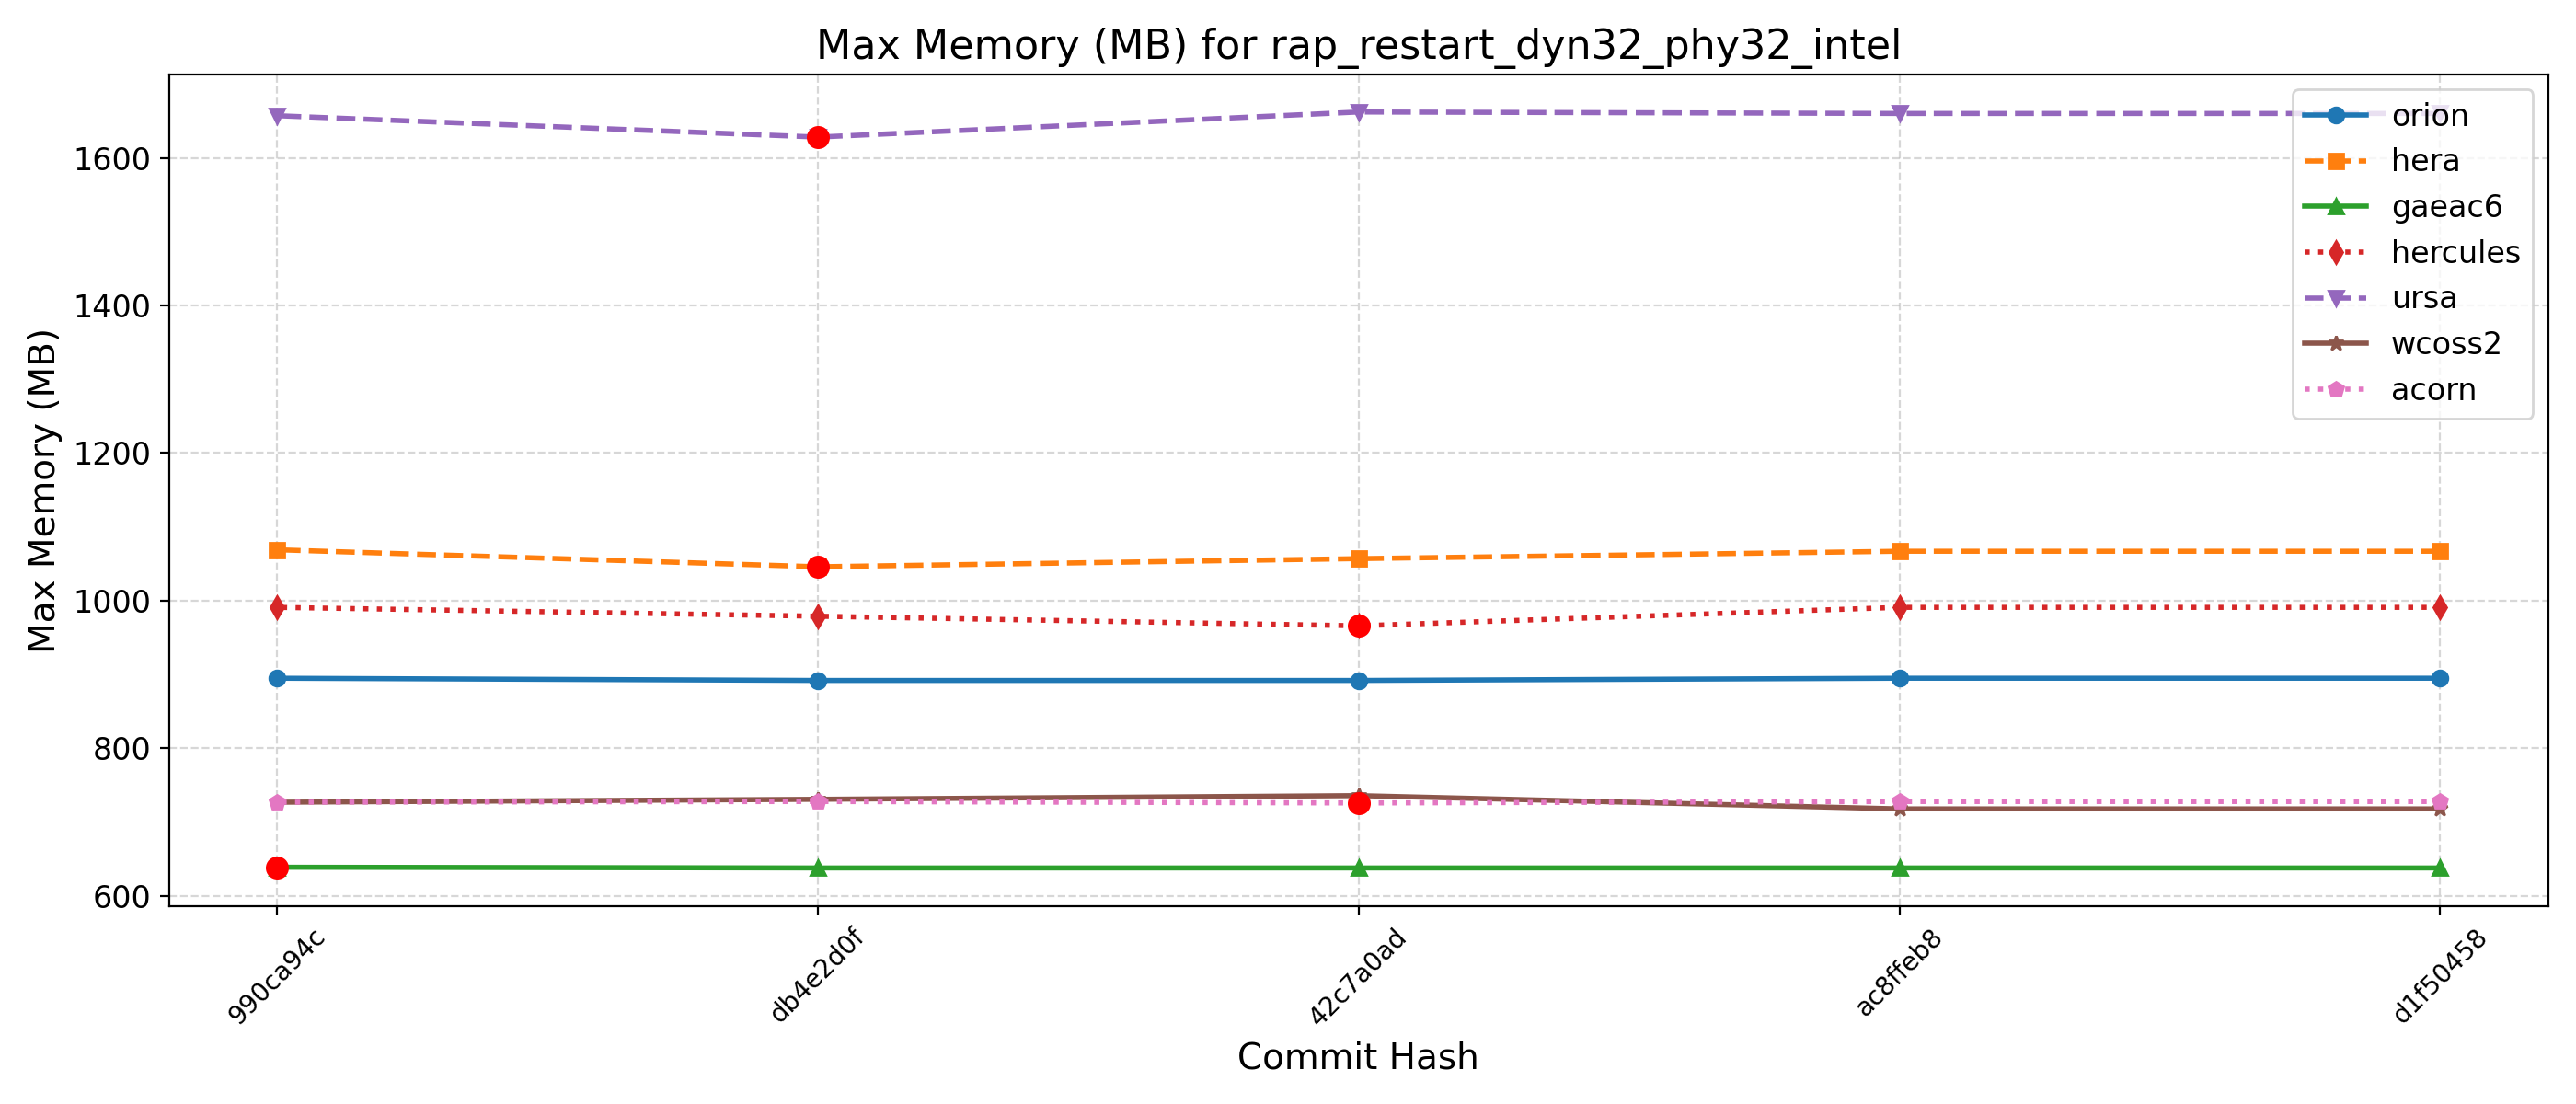 Max Memory (MB) for rap_restart_dyn32_phy32_intel
Max Memory (MB)
1600
1400
1200
1000
800
600
orion
hera
gaeac6
hercules
ursa
wcoss2
acorn
990ca94c
db4e2d0f
42c7a0ad
ac8ffeb8
d1f50458
Commit Hash